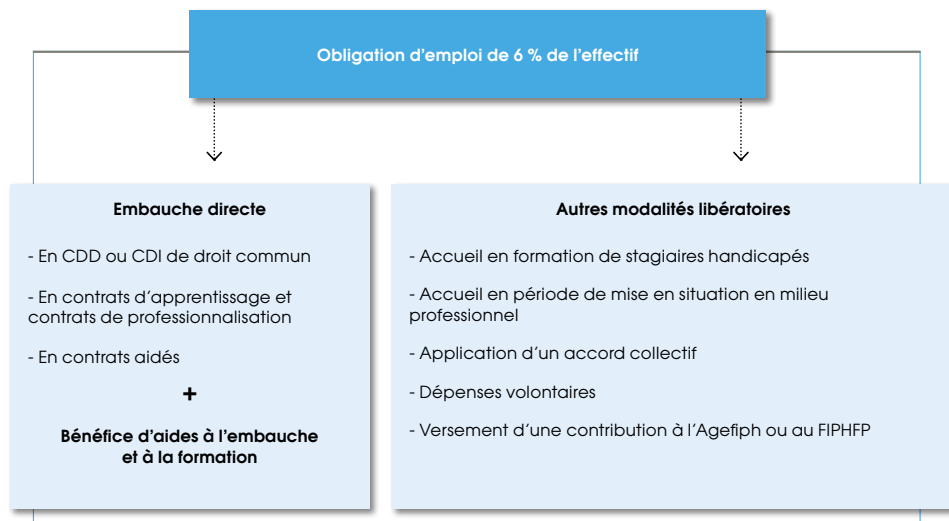 Obligation d'emploi de 6 % de l'effectif
Embauche directe
- En CDD ou CDI de droit commun
- En contrats d'apprentissage et
contrats de professionnalisation
- En contrats aidés
+
Bénéfice d'aides à l'embauche
et à la formation
Autres modalités libératoires
- Accueil en formation de stagiaires handicapés
- Accueil en période de mise en situation en milieu
professionnel
- Application d'un accord collectif
- Dépenses volontaires
- Versement d'une contribution à l'Agefiph ou au FIPHFP